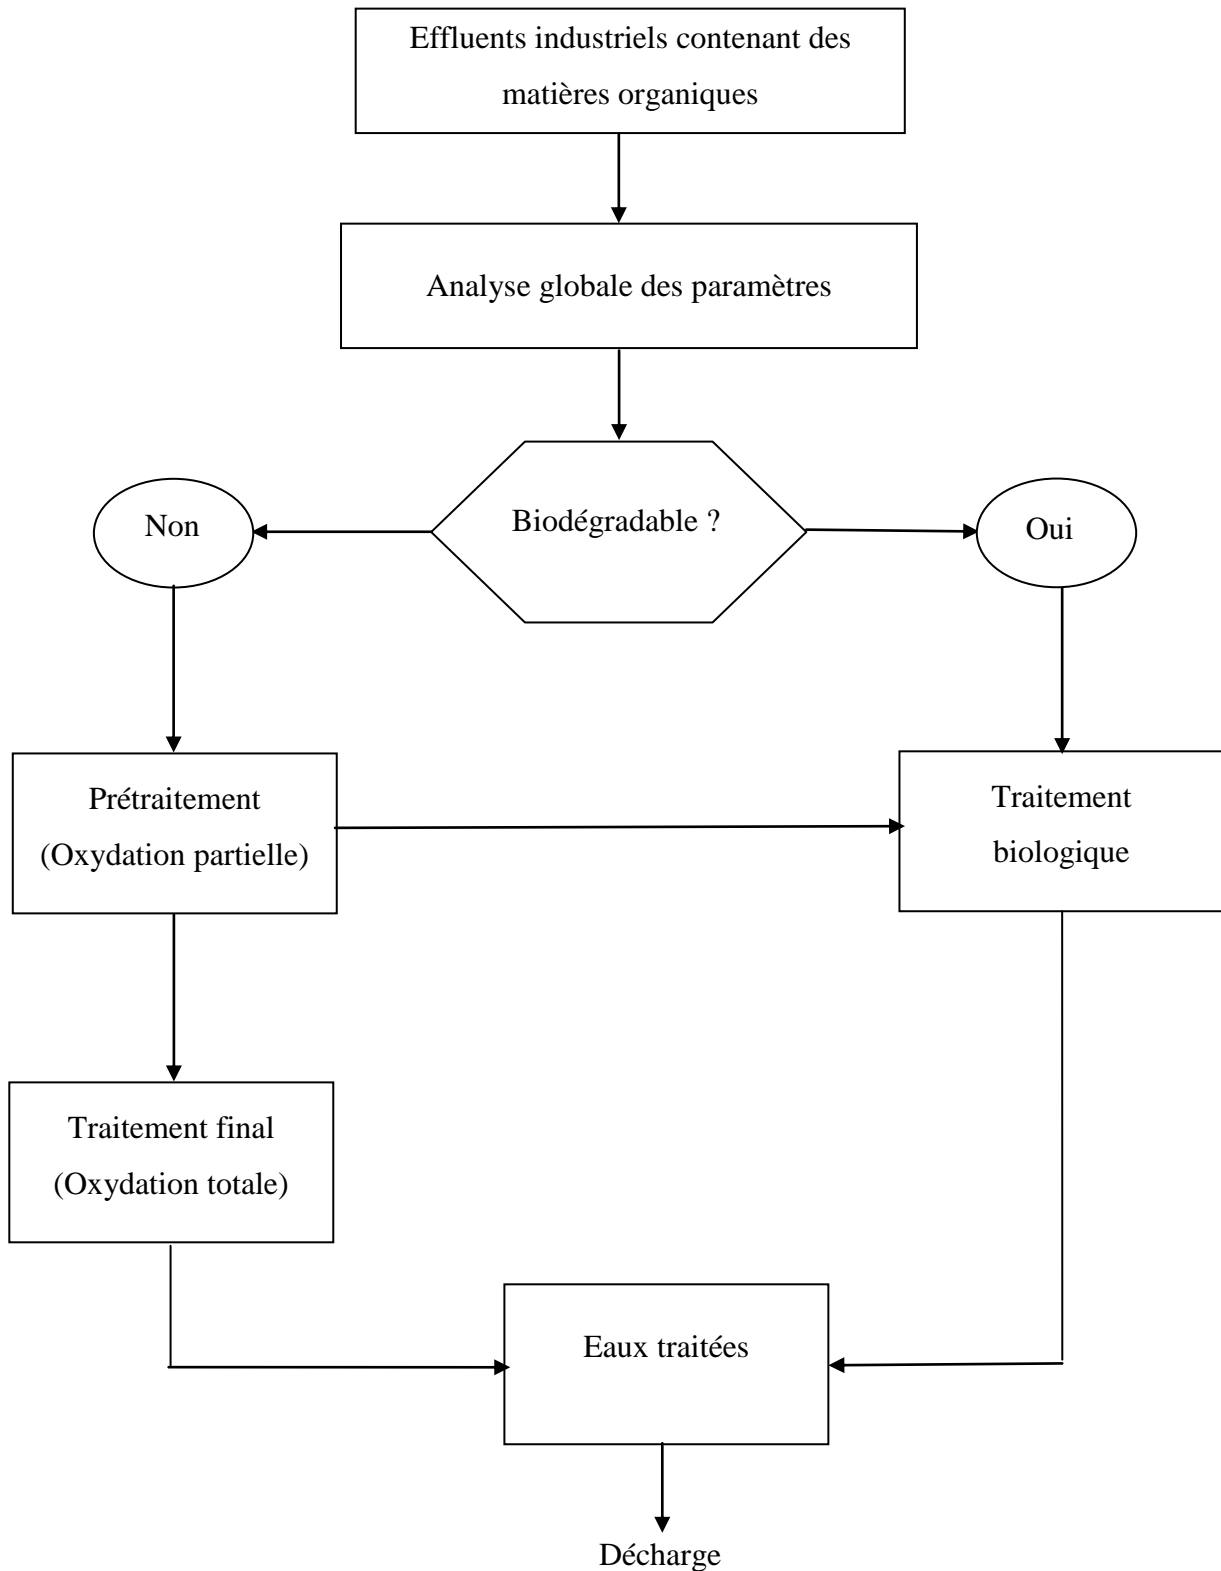 Effluents industriels contenant des
matières organiques
Analyse globale des paramètres
Biodégradable ?
Non
Oui
Prétraitement
(Oxydation partielle)
Traitement
biologique
Traitement final
(Oxydation totale)
Eaux traitées
Décharge